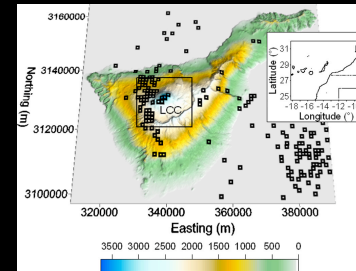 3160000
3140000
3120000
3100000
Northing (m)
LCC
320000 340000 360000 380000
Easting (m)
Latitude (º)
31
29
27
25
-18 -16 -14 -12
Longitude (º)
3500 3000 2500 2000 1500 1000 500 0